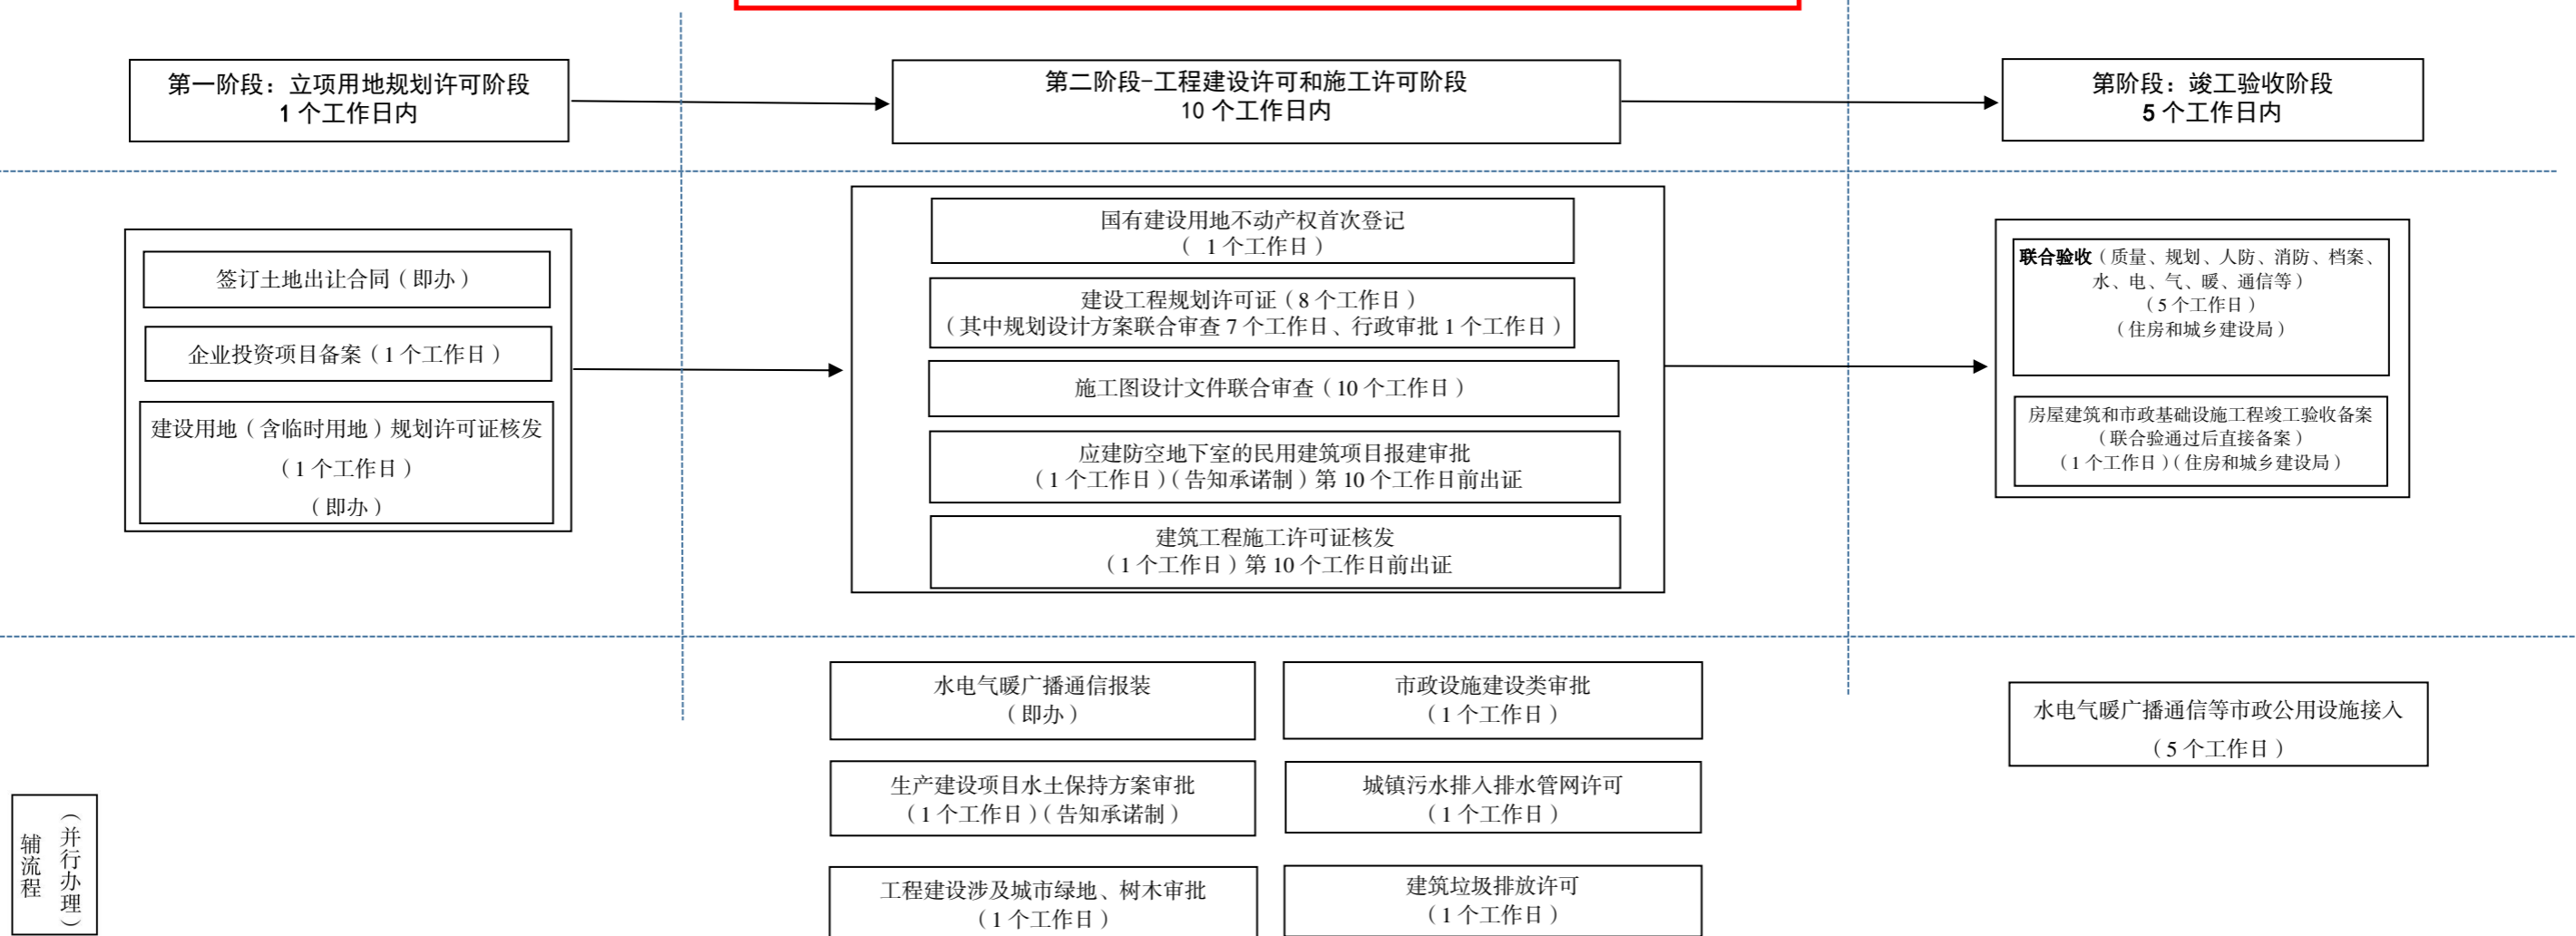 第一阶段：立项用地规划许可阶段
1 个工作日内
第二阶段-工程建设许可和施工许可阶段
10 个工作日内
第阶段：竣工验收阶段
5 个工作日内
签订土地出让合同（即办）
企业投资项目备案（1 个工作日）
建设用地（含临时用地）规划许可证核发
（1 个工作日）
（即办）
国有建设用地不动产权首次登记
（ 1 个工作日）
建设工程规划许可证（8 个工作日）
（其中规划设计方案联合审查 7 个工作日、行政审批 1 个工作日）
施工图设计文件联合审查（10 个工作日）
应建防空地下室的民用建筑项目报建审批
（1 个工作日）（告知承诺制）第 10 个工作日前出证
建筑工程施工许可证核发
（1 个工作日）第 10 个工作日前出证
联合验收（质量、规划、人防、消防、档案、
水、电、气、暖、通信等）
（5 个工作日）
（住房和城乡建设局）
房屋建筑和市政基础设施工程竣工验收备案
（联合验通过后直接备案）
（1 个工作日）（住房和城乡建设局）
水电气暖广播通信报装
（即办）
市政设施建设类审批
（1 个工作日）
水电气暖广播通信等市政公用设施接入
（5 个工作日）
生产建设项目水土保持方案审批
（1 个工作日）（告知承诺制）
城镇污水排入排水管网许可
（1 个工作日）
工程建设涉及城市绿地、树木审批
（1 个工作日）
建筑垃圾排放许可
（1 个工作日）
辅流程
（并行办理）